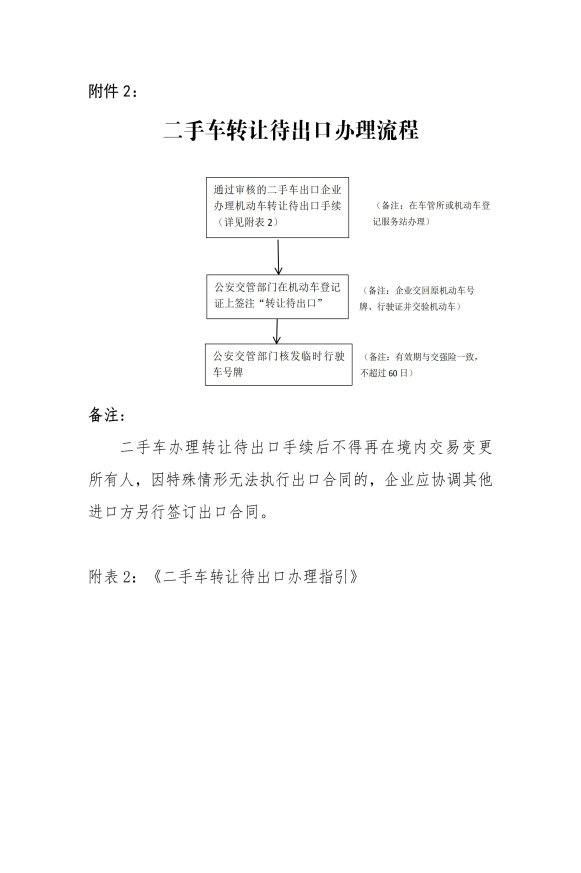 附件 2：
二手车转让待出口办理流程
通过审核的二手车出口企业
办理机动车转让待出口手续
（详见附表 2）
（备注：在车管所或机动车登
记服务站办理）
公安交管部门在机动车登记
证上签注“转让待出口”
（备注：企业交回原机动车号
牌、行驶证并交验机动车）
公安交管部门核发临时行驶
车号牌
（备注：有效期与交强险一致，
不超过 60 日）
备注：
二手车办理转让待出口手续后不得再在境内交易变更
所有人，因特殊情形无法执行出口合同的，企业应协调其他
进口方另行签订出口合同。
附表 2：《二手车转让待出口办理指引》